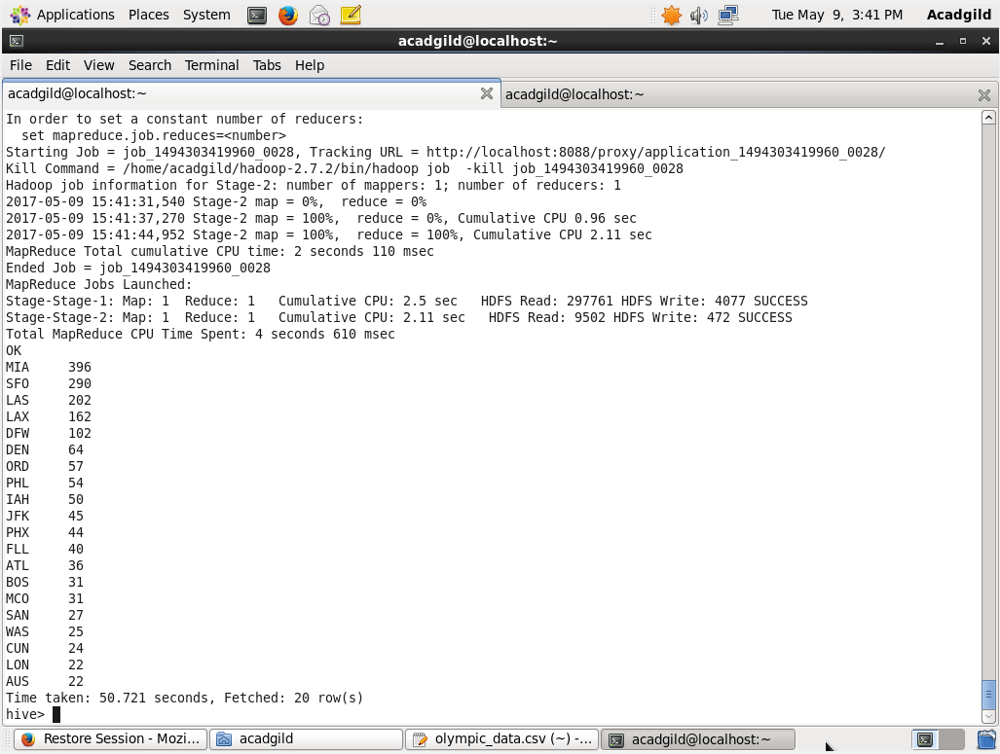 Applications Places System Tue May 9, 3:41 PM Acadgild
acadgild@localhost:~
File Edit View Search Terminal Tabs Help
acadgild@localhost:~ acadgild@localhost:~
In order to set a constant number of reducers:
  set mapreduce.job.reduces=<number>
Starting Job = job_1494303419960_0028, Tracking URL = http://localhost:8088/proxy/application_1494303419960_0028/
Kill Command = /home/acadgild/hadoop-2.7.2/bin/hadoop job  -kill job_1494303419960_0028
Hadoop job information for Stage-2: number of mappers: 1; number of reducers: 1
2017-05-09 15:41:31,540 Stage-2 map = 0%,  reduce = 0%
2017-05-09 15:41:37,270 Stage-2 map = 100%,  reduce = 0%, Cumulative CPU 0.96 sec
2017-05-09 15:41:44,952 Stage-2 map = 100%,  reduce = 100%, Cumulative CPU 2.11 sec
MapReduce Total cumulative CPU time: 2 seconds 110 msec
Ended Job = job_1494303419960_0028
MapReduce Jobs Launched:
Stage-Stage-1: Map: 1  Reduce: 1   Cumulative CPU: 2.5 sec   HDFS Read: 297761 HDFS Write: 4077 SUCCESS
Stage-Stage-2: Map: 1  Reduce: 1   Cumulative CPU: 2.11 sec   HDFS Read: 9502 HDFS Write: 472 SUCCESS
Total MapReduce CPU Time Spent: 4 seconds 610 msec
OK
MIA     396
SFO     290
LAS     202
LAX     162
DFW     102
DEN     64
ORD     57
PHL     54
IAH     50
JFK     45
PHX     44
FLL     40
ATL     36
BOS     31
MCO     31
SAN     27
WAS     25
CUN     24
LON     22
AUS     22
Time taken: 50.721 seconds, Fetched: 20 row(s)
hive>
Restore Session - Mozi... acadgild olympic_data.csv (~) -... acadgild@localhost:~